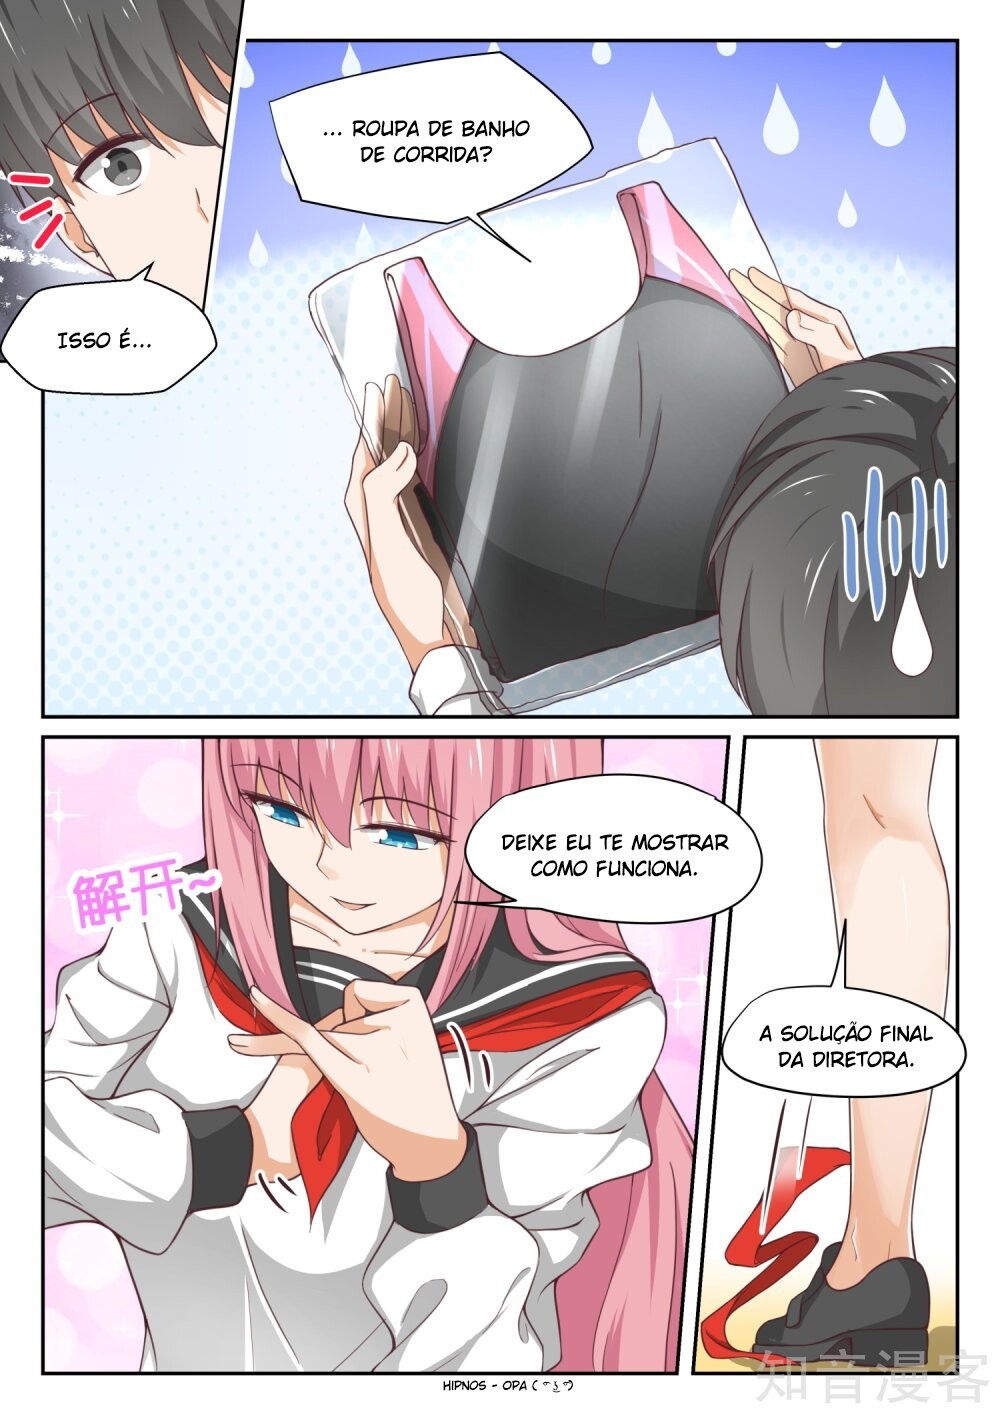 ... ROUPA DE BANHO
DE CORRIDA?
ISSO É...
解开~
DEIXE EU TE MOSTRAR
COMO FUNCIONA.
A SOLUÇÃO FINAL
DA DIRETORA.
HIPNOS - OPA ( ͡° ͜ʖ ͡°)
知音漫客